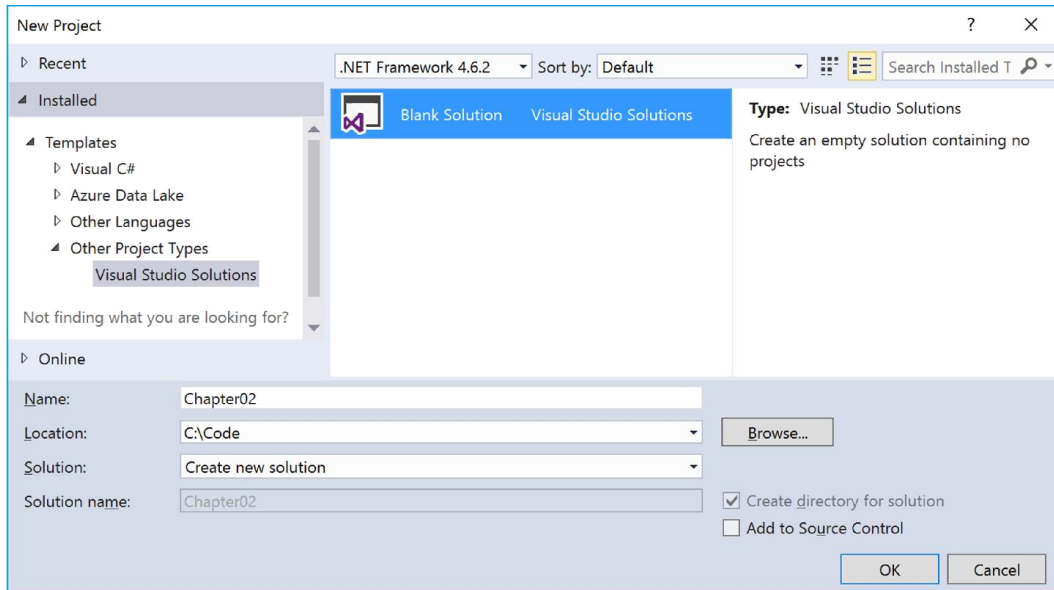 New Project
?
Recent
.NET Framework 4.6.2
Sort by: Default
Search Installed T
Installed
Templates
Visual C#
Azure Data Lake
Other Languages
Other Project Types
Visual Studio Solutions
Not finding what you are looking for?
Online
Blank Solution Visual Studio Solutions
Type: Visual Studio Solutions
Create an empty solution containing no
projects
Name: Chapter02
Location: C:\Code
Browse...
Solution: Create new solution
Solution name: Chapter02
Create directory for solution
Add to Source Control
OK
Cancel